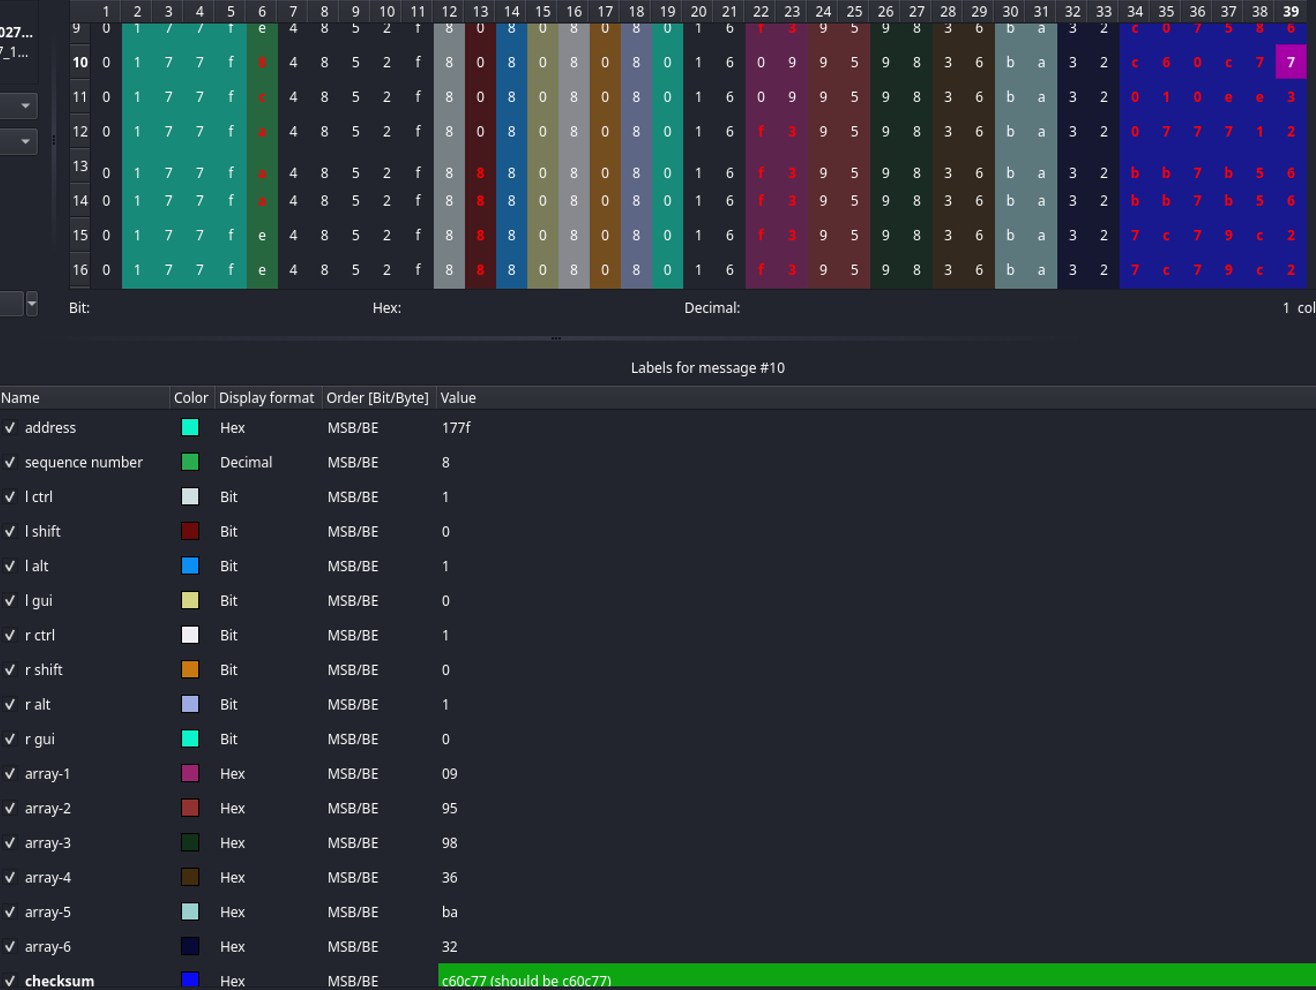 1 2 3 4 5 6 7 8 9 10 11 12 13 14 15 16 17 18 19 20 21 22 23 24 25 26 27 28 29 30 31 32 33 34 35 36 37 38 39
027...
9 0 1 7 7 f e 4 8 5 2 f 8 0 8 0 8 0 8 0 1 6 f 3 9 5 9 8 3 6 b a 3 2 c 0 7 5 8 6
7_1...
10 0 1 7 7 f 8 4 8 5 2 f 8 0 8 0 8 0 8 0 1 6 0 9 9 5 9 8 3 6 b a 3 2 c 6 0 c 7 7
11 0 1 7 7 f c 4 8 5 2 f 8 0 8 0 8 0 8 0 1 6 0 9 9 5 9 8 3 6 b a 3 2 0 1 0 e e 3
12 0 1 7 7 f a 4 8 5 2 f 8 0 8 0 8 0 8 0 1 6 f 3 9 5 9 8 3 6 b a 3 2 0 7 7 7 1 2
13 0 1 7 7 f a 4 8 5 2 f 8 8 8 0 8 0 8 0 1 6 f 3 9 5 9 8 3 6 b a 3 2 b b 7 b 5 6
14 0 1 7 7 f a 4 8 5 2 f 8 8 8 0 8 0 8 0 1 6 f 3 9 5 9 8 3 6 b a 3 2 b b 7 b 5 6
15 0 1 7 7 f e 4 8 5 2 f 8 8 8 0 8 0 8 0 1 6 f 3 9 5 9 8 3 6 b a 3 2 7 c 7 9 c 2
16 0 1 7 7 f e 4 8 5 2 f 8 8 8 0 8 0 8 0 1 6 f 3 9 5 9 8 3 6 b a 3 2 7 c 7 9 c 2
Bit: Hex: Decimal: 1 col
Labels for message #10
Name Color Display format Order [Bit/Byte] Value
address Hex MSB/BE 177f
sequence number Decimal MSB/BE 8
l ctrl Bit MSB/BE 1
l shift Bit MSB/BE 0
l alt Bit MSB/BE 1
l gui Bit MSB/BE 0
r ctrl Bit MSB/BE 1
r shift Bit MSB/BE 0
r alt Bit MSB/BE 1
r gui Bit MSB/BE 0
array-1 Hex MSB/BE 09
array-2 Hex MSB/BE 95
array-3 Hex MSB/BE 98
array-4 Hex MSB/BE 36
array-5 Hex MSB/BE ba
array-6 Hex MSB/BE 32
checksum Hex MSB/BE c60c77 (should be c60c77)